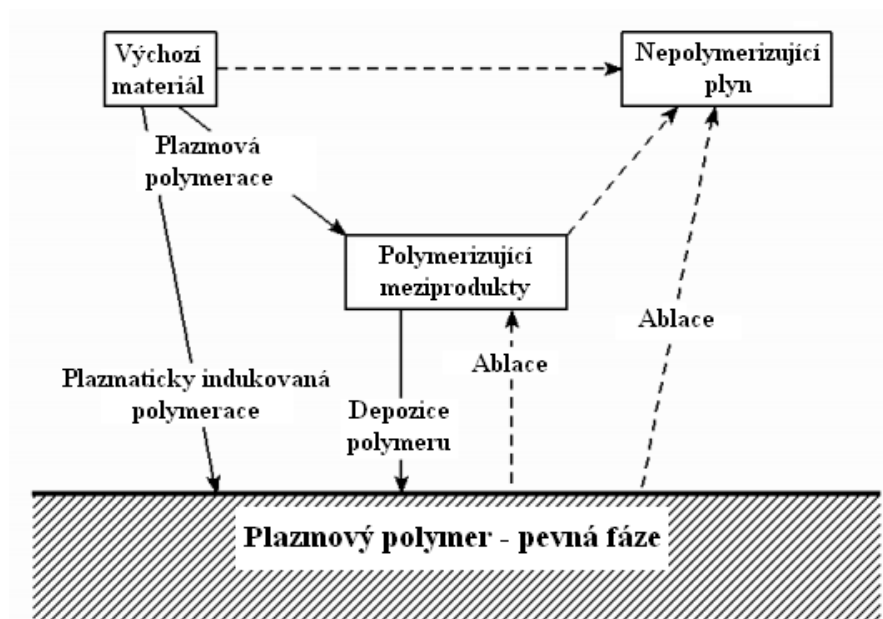 Výchozí
materiál
Nepolymerizující
plyn
Plazmová
polymerace
Polymerizující
meziprodukty
Ablace
Plazmaticky indukovaná
polymerace
Ablace
Depozice
polymeru
Plazmový polymer - pevná fáze